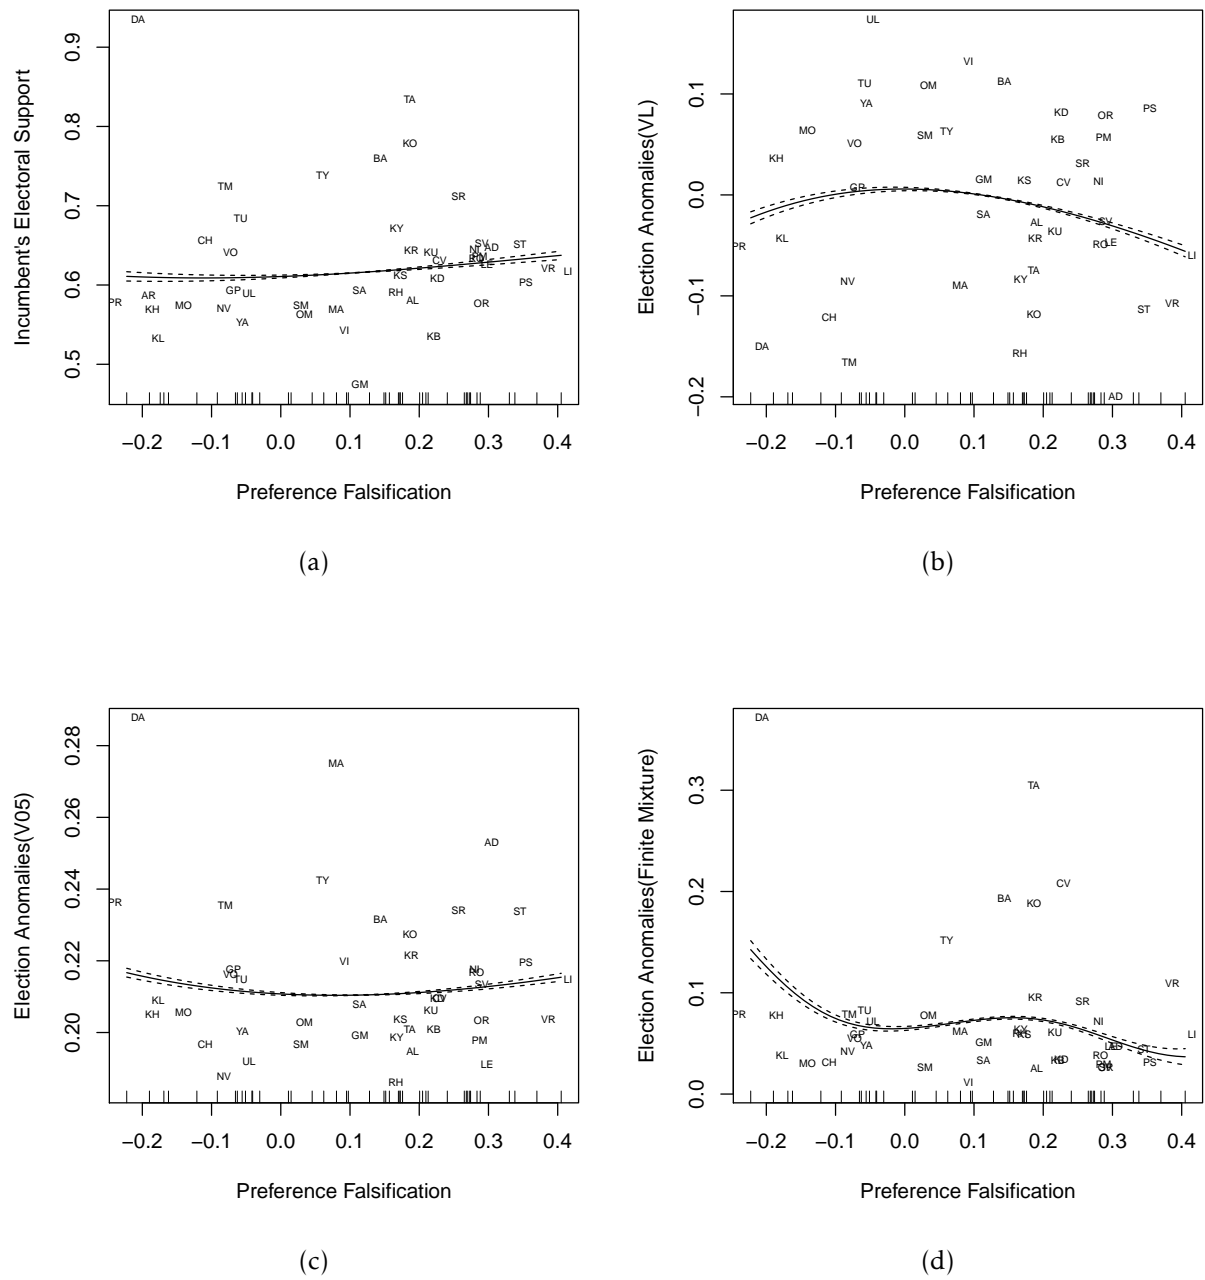 DA
TA
KO
BA
TY
TM
SR
TU
KY
CH
VO
KR
KU
SV
AD
ST
NI
CV
LE
PL
LI
KS
KD
PS
GP
UL
SA
RH
AL
OR
PR
AR
KH
MO
NV
SM
OM
MA
YA
VI
KB
KL
GM
0.5 0.6 0.7 0.8 0.9
Incumbent's Electoral Support
−0.2 −0.1 0.0 0.1 0.2 0.3 0.4
Preference Falsification
(a)
UL
VI
UM
OM
BA
YA
KD
OR
PS
MO
VO
SM
TY
KB
PM
KH
SR
GP
GM
KS
CV
NI
SA
AL
SV
KU
KR
RO
LE
PR
KL
LI
TA
NV
MA
KY
CH
KO
ST
VR
DA
TM
RH
AD
−0.2 −0.1 0.0 0.1
Election Anomalies(VL)
−0.2 −0.1 0.0 0.1 0.2 0.3 0.4
Preference Falsification
(b)
DA
MA
AD
TY
PR
TM
BA
SR
ST
KO
KR
VI
PS
GP
VO
TU
NI
RO
SV
LI
KL
KH
MO
SA
KU
CV
KS
OR
VR
YA
OM
GM
KY
TA
KB
PM
CH
SM
AL
UL
LE
NV
RH
0.20 0.22 0.24 0.26 0.28
Election Anomalies(V05)
−0.2 −0.1 0.0 0.1 0.2 0.3 0.4
Preference Falsification
(c)
DA
TA
CV
BA
KO
TY
VR
KR
SR
PR
KH
TM
TU
UL
OM
NI
GP
VO
YA
MA
KY
KS
KU
LI
NV
GM
KL
MO
CH
SM
SA
VI
AL
KD
RO
PS
0.0 0.1 0.2 0.3
Election Anomalies(Finite Mixture)
−0.2 −0.1 0.0 0.1 0.2 0.3 0.4
Preference Falsification
(d)